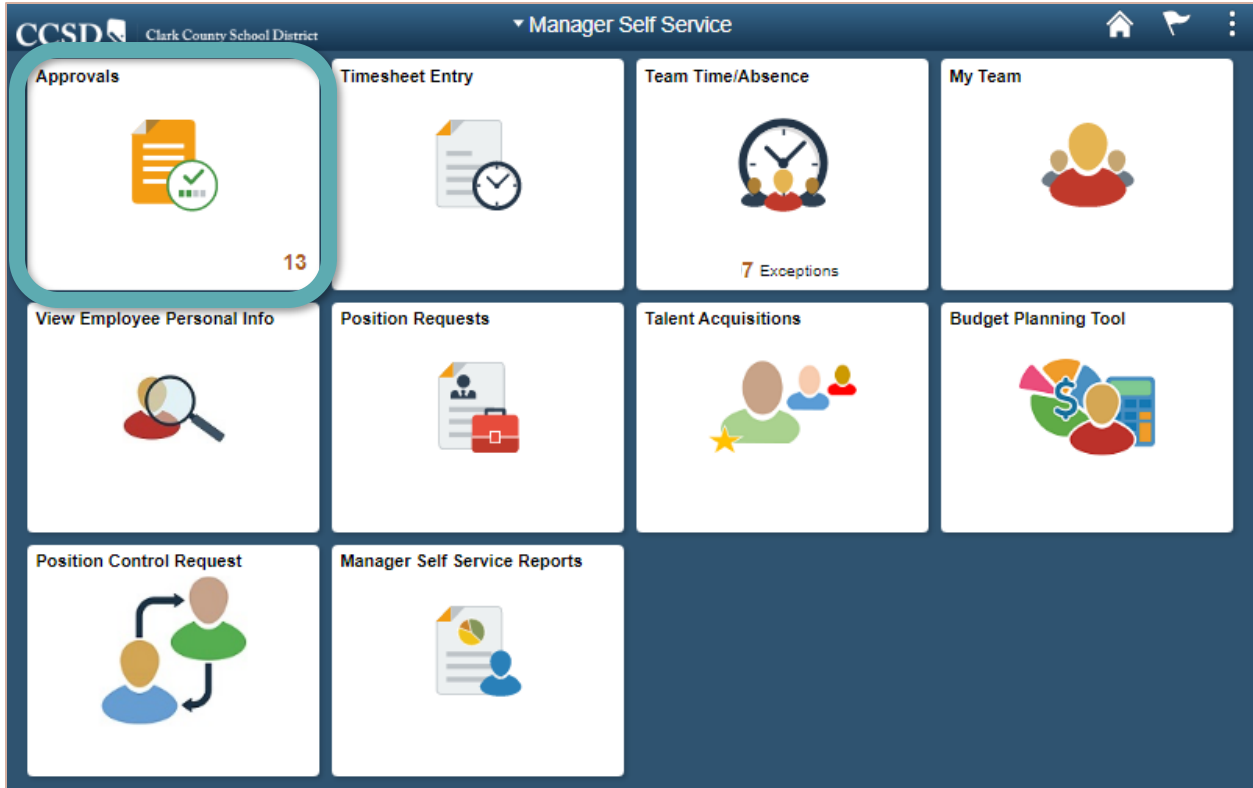 CCSD Clark County School District
Manager Self Service
Approvals
13
Timesheet Entry
Team Time/Absence
7 Exceptions
My Team
View Employee Personal Info
Position Requests
Talent Acquisitions
Budget Planning Tool
$
Position Control Request
Manager Self Service Reports